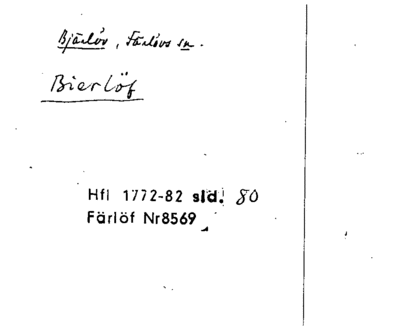 Bjärlöv, Färlövs sn.
Bierlöf
Hfl 1772-82 sid. 80
Färlöf Nr8569